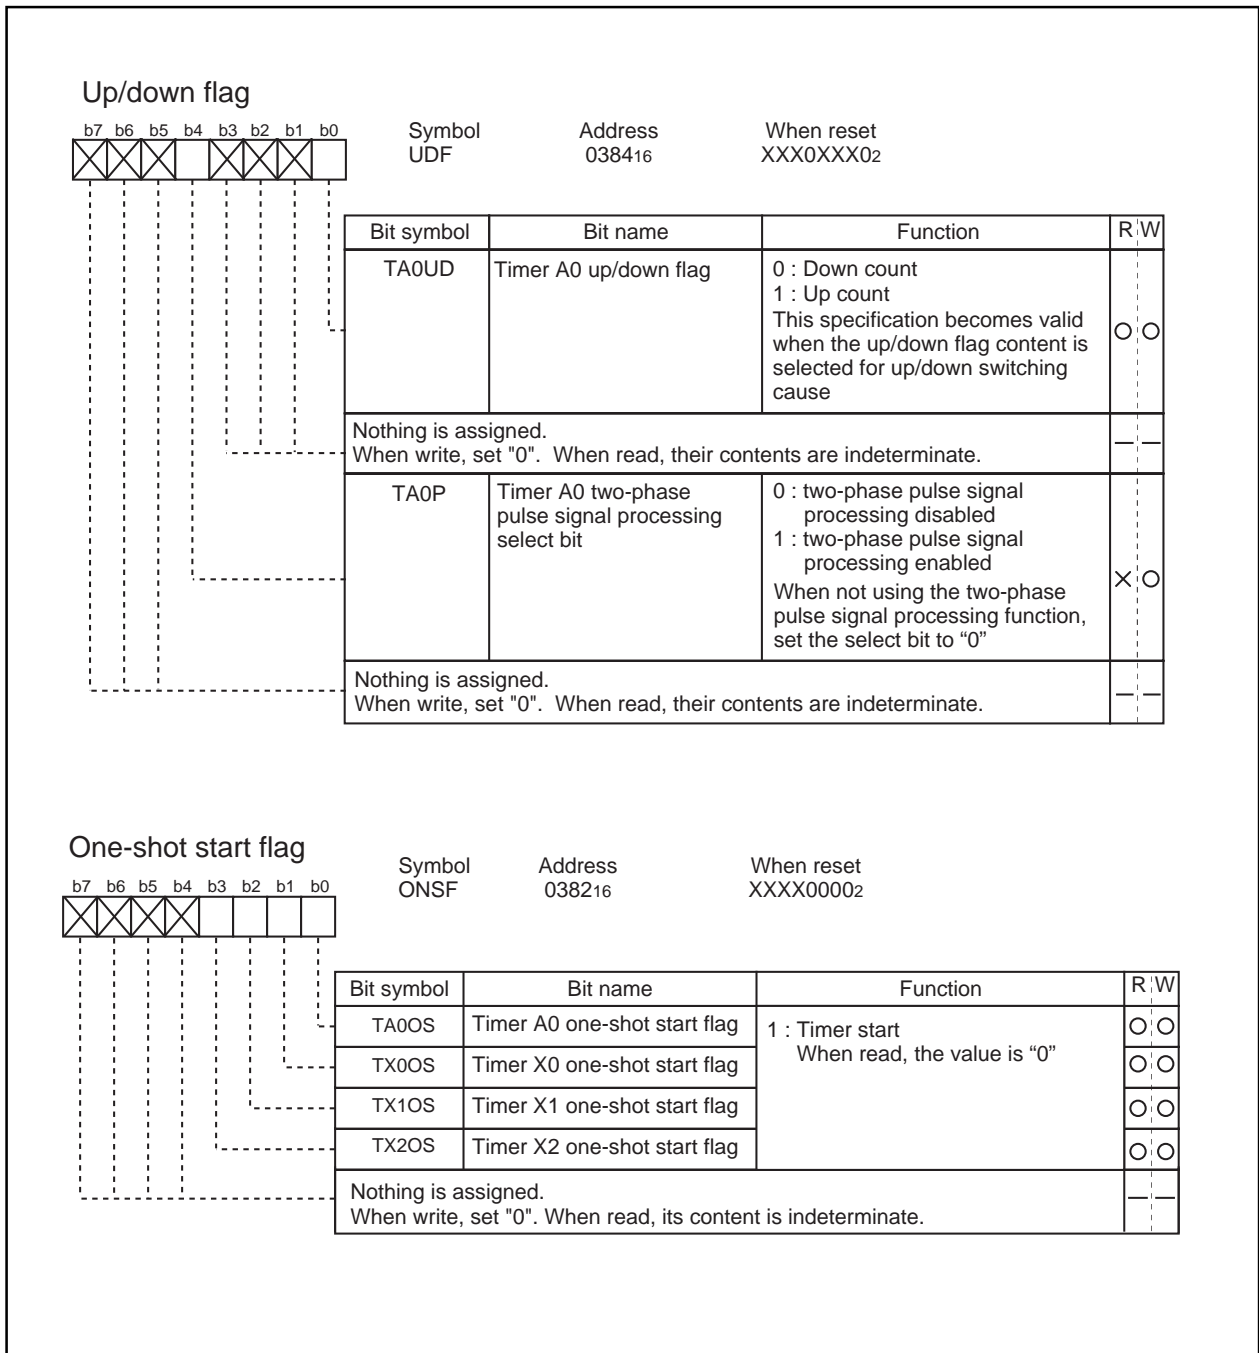 Up/down flag
b7 b6 b5 b4 b3 b2 b1 b0
Symbol Address When reset
UDF 038416 XXX0XXX02
Bit symbol Bit name Function R W
TA0UD Timer A0 up/down flag 0 : Down count
1 : Up count
This specification becomes valid
when the up/down flag content is
selected for up/down switching
cause
Nothing is assigned.
When write, set "0". When read, their contents are indeterminate.
TA0P Timer A0 two-phase 0 : two-phase pulse signal
pulse signal processing processing disabled
select bit 1 : two-phase pulse signal
processing enabled
When not using the two-phase
pulse signal processing function,
set the select bit to “0”
Nothing is assigned.
When write, set "0". When read, their contents are indeterminate.
One-shot start flag
b7 b6 b5 b4 b3 b2 b1 b0
Symbol Address When reset
ONSF 038216 XXXX00002
Bit symbol Bit name Function R W
TA0OS Timer A0 one-shot start flag 1 : Timer start
When read, the value is “0”
TX0OS Timer X0 one-shot start flag
TX1OS Timer X1 one-shot start flag
TX2OS Timer X2 one-shot start flag
Nothing is assigned.
When write, set "0". When read, its content is indeterminate.